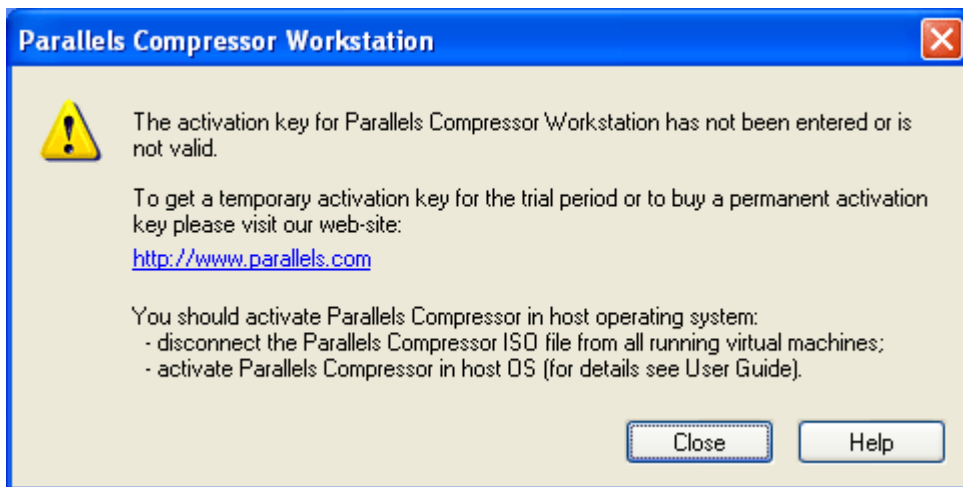 Parallels Compressor Workstation
The activation key for Parallels Compressor Workstation has not been entered or is
not valid.
To get a temporary activation key for the trial period or to buy a permanent activation
key please visit our web-site:
http://www.parallels.com
You should activate Parallels Compressor in host operating system:
- disconnect the Parallels Compressor ISO file from all running virtual machines;
- activate Parallels Compressor in host OS (for details see User Guide).
Close Help